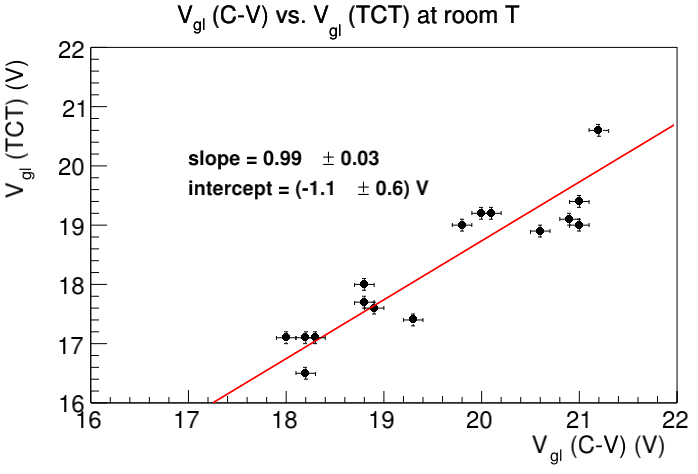 V_gl (C-V) vs. V_gl (TCT) at room T
V_gl (TCT) (V)
22
21
20
19
18
17
16
slope = 0.99 ± 0.03
intercept = (-1.1 ± 0.6) V
16 17 18 19 20 21 22
V_gl (C-V) (V)